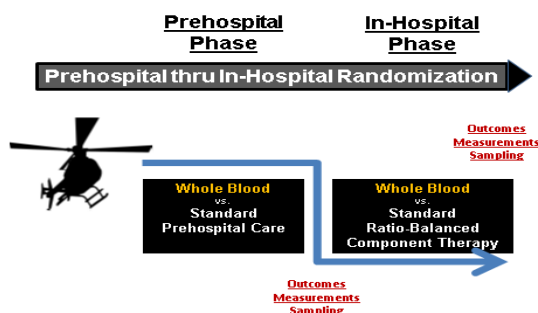 Prehospital
Phase
In-Hospital
Phase
Prehospital thru In-Hospital Randomization
Outcomes
Measurements
Sampling
Whole Blood
vs.
Standard
Prehospital Care
Whole Blood
vs.
Standard
Ratio-Balanced
Component Therapy
Outcomes
Measurements
Sampling